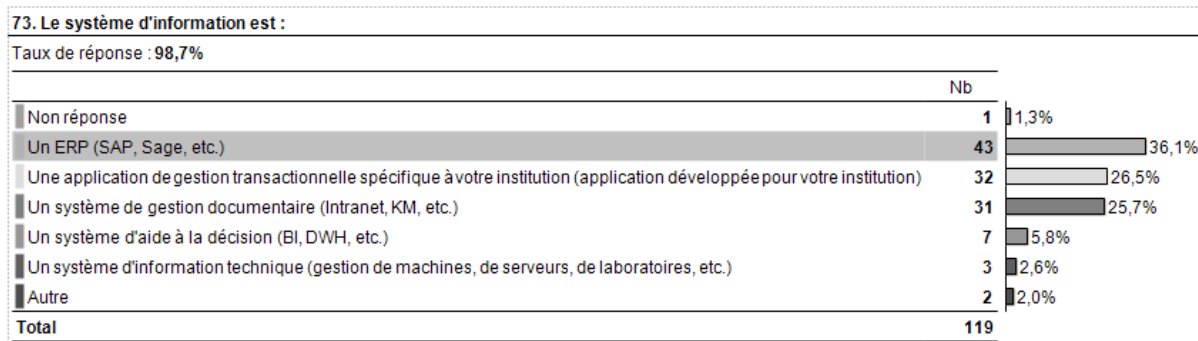 73. Le système d'information est :
Taux de réponse : 98,7%
Nb
Non réponse 1 1,3%
Un ERP (SAP, Sage, etc.) 43 36,1%
Une application de gestion transactionnelle spécifique à votre institution (application développée pour votre institution) 32 26,5%
Un système de gestion documentaire (Intranet, KM, etc.) 31 25,7%
Un système d'aide à la décision (BI, DWH, etc.) 7 5,8%
Un système d'information technique (gestion de machines, de serveurs, de laboratoires, etc.) 3 2,6%
Autre 2 2,0%
Total 119